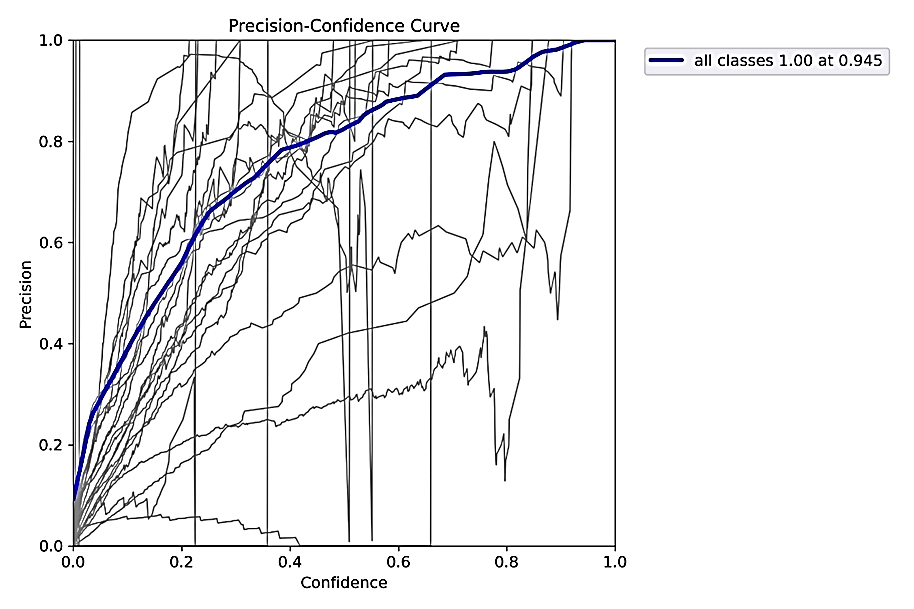 Precision-Confidence Curve
all classes 1.00 at 0.945
Precision
1.0
0.8
0.6
0.4
0.2
0.0
0.0 0.2 0.4 0.6 0.8 1.0
Confidence